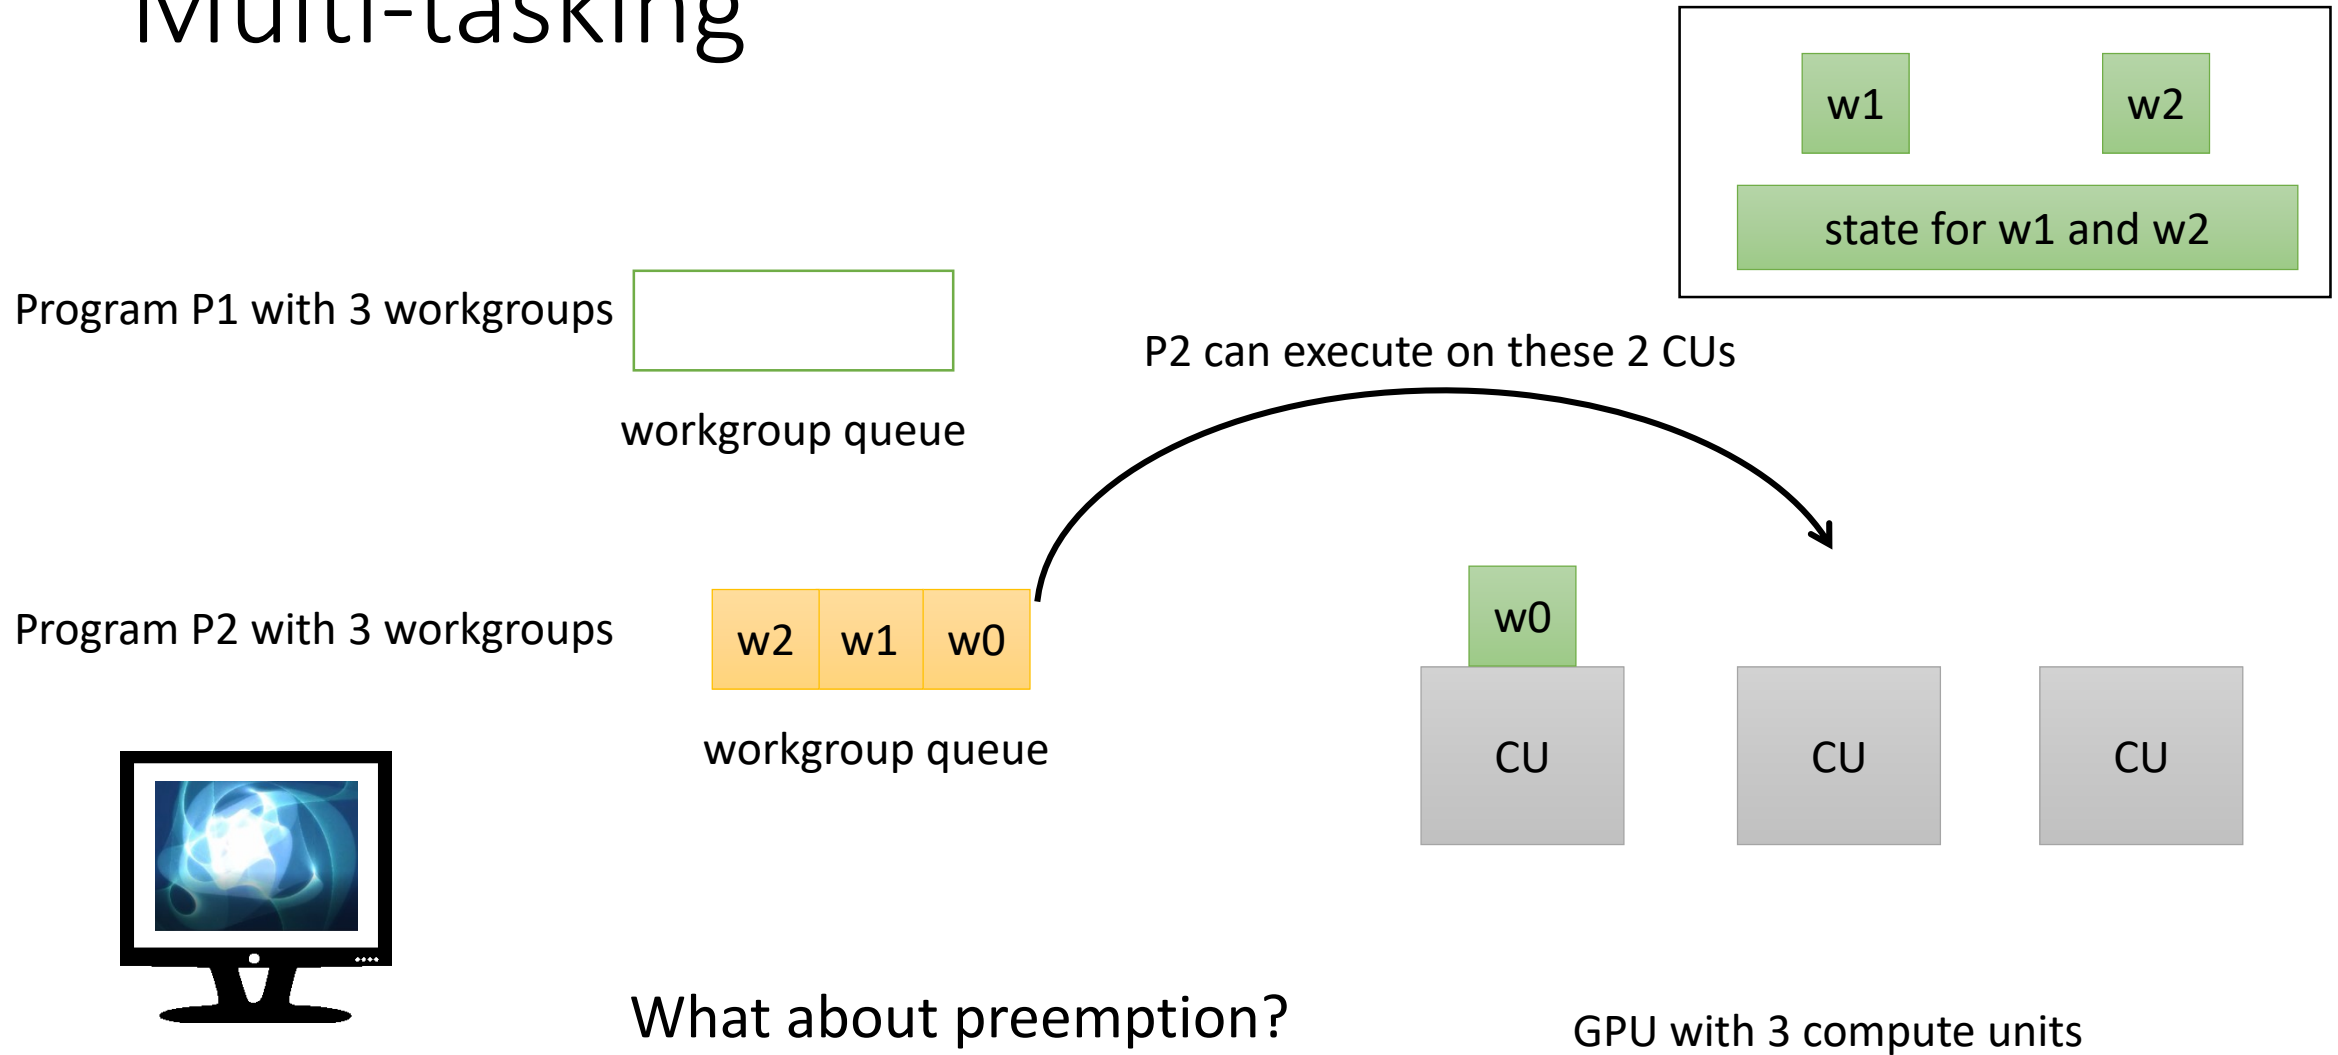 Multi-tasking
w1
w2
state for w1 and w2
Program P1 with 3 workgroups
P2 can execute on these 2 CUs
workgroup queue
w0
Program P2 with 3 workgroups
w2
w1
w0
workgroup queue
CU
CU
CU
What about preemption?
GPU with 3 compute units